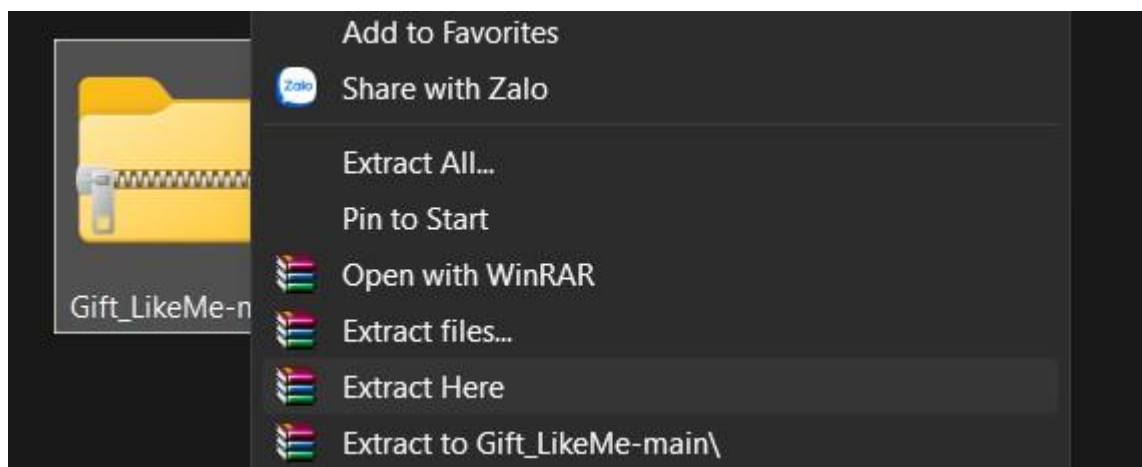 Add to Favorites
Zalo
Share with Zalo
Extract All...
Pin to Start
Open with WinRAR
Gift_LikeMe-n
Extract files...
Extract Here
Extract to Gift_LikeMe-main\